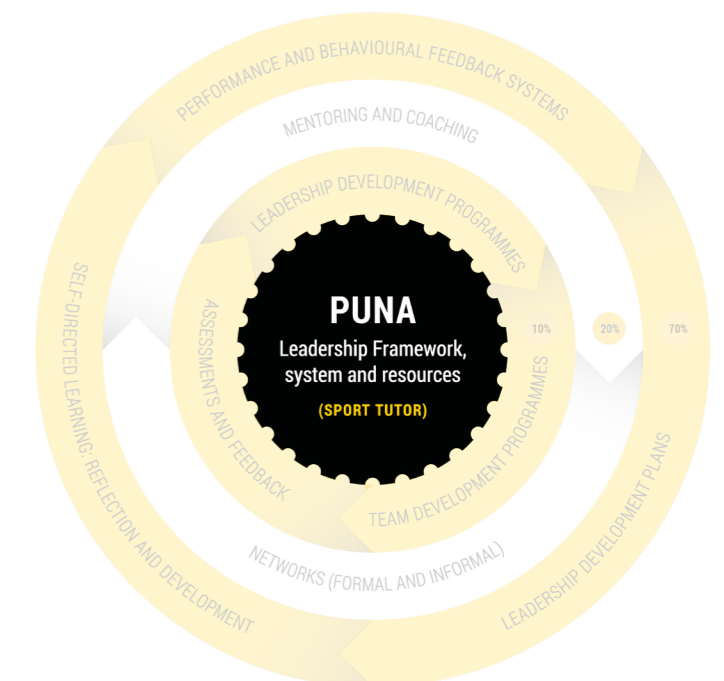 PERFORMANCE AND BEHAVIOURAL FEEDBACK SYSTEMS
MENTORING AND COACHING
LEADERSHIP DEVELOPMENT PROGRAMMES
PUNA
Leadership Framework,
system and resources
(SPORT TUTOR)
10%
20%
70%
SELF-DIRECTED LEARNING: REFLECTION AND DEVELOPMENT
ASSESSMENTS AND FEEDBACK
TEAM DEVELOPMENT PROGRAMMES
NETWORKS (FORMAL AND INFORMAL)
LEADERSHIP DEVELOPMENT PLANS